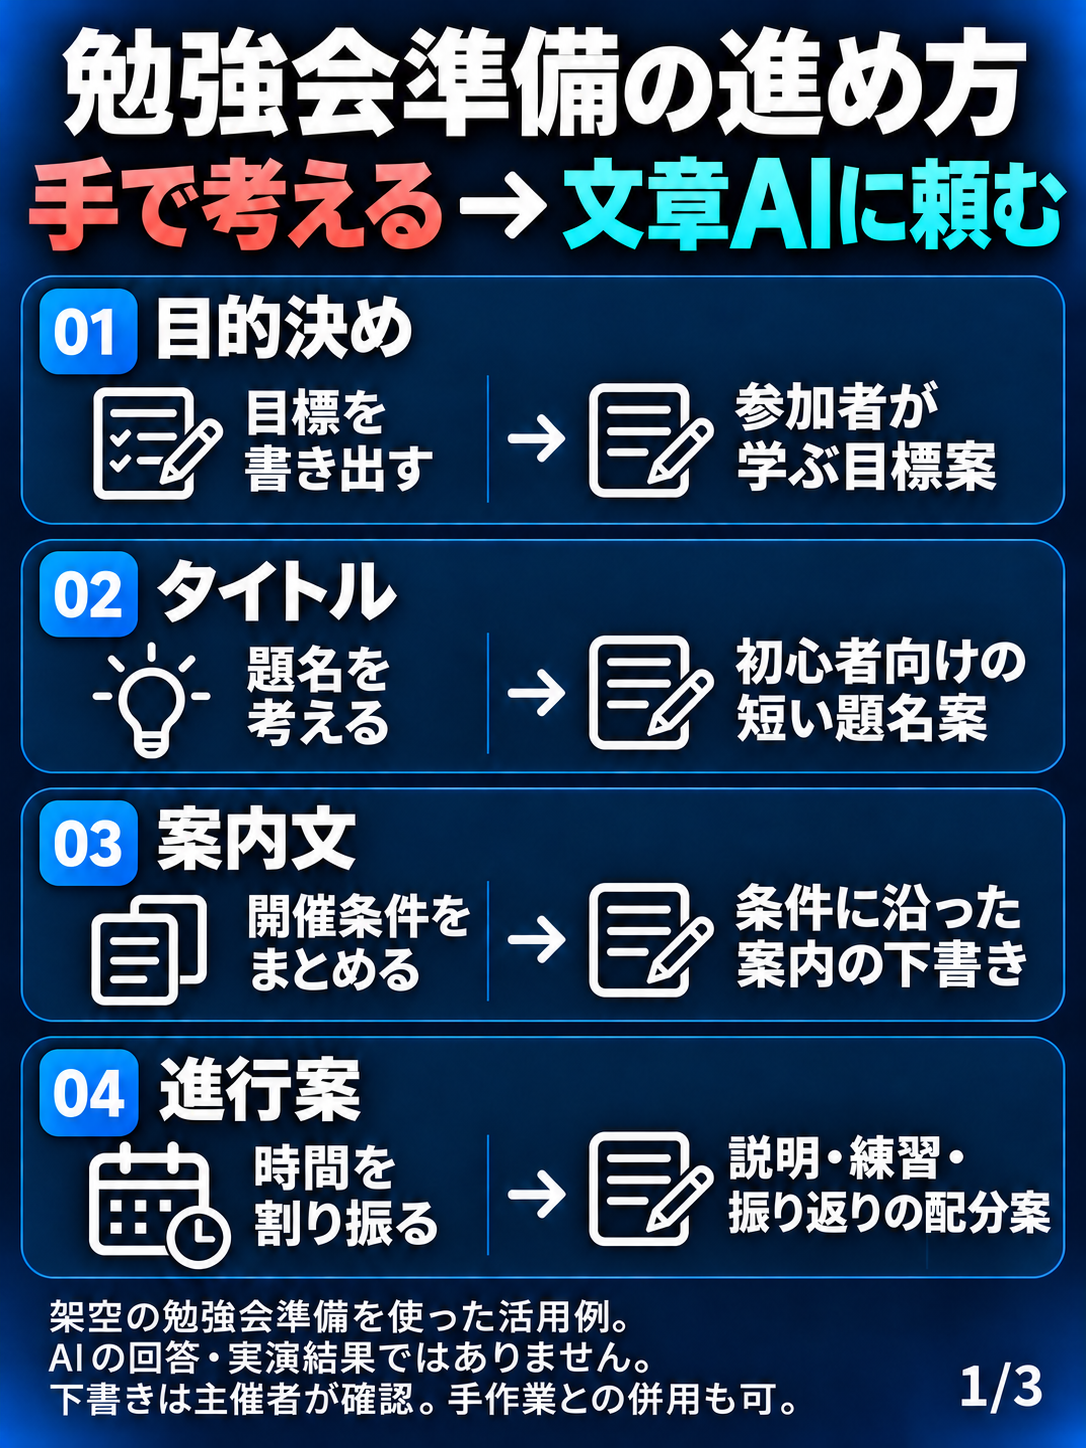 勉強会準備の進め方
手で考える→文章AIに頼む
01 目的決め
目標を
書き出す
→
参加者が
学ぶ目標案
02 タイトル
題名を
考える
→
初心者向けの
短い題名案
03 案内文
開催条件を
まとめる
→
条件に沿った
案内の下書き
04 進行案
時間を
割り振る
→
説明・練習・
振り返りの配分案
架空の勉強会準備を使った活用例。
AIの回答・実演結果ではありません。
下書きは主催者が確認。手作業との併用も可。
1/3